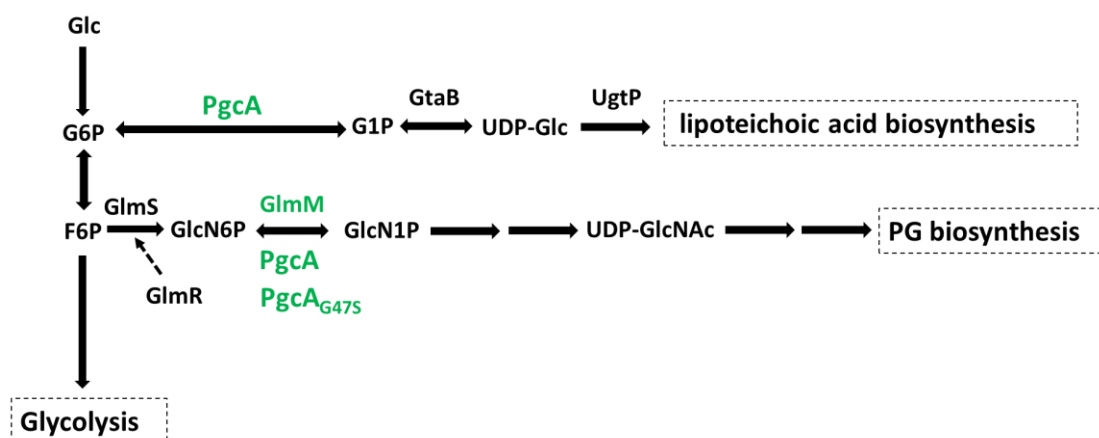 Glc
PgcA
GtaB
UgtP
G6P
G1P
UDP-Glc
lipoteichoic acid biosynthesis
GlmS
GlmM
F6P
GlcN6P
GlcN1P
UDP-GlcNAc
PG biosynthesis
PgcA
GlmR
PgcAG47S
Glycolysis